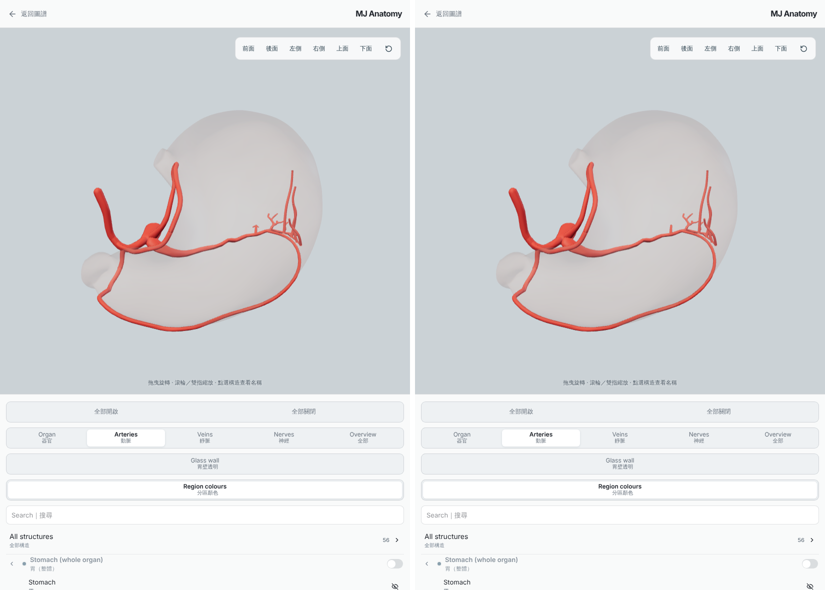 返回圖譜
MJ Anatomy
前面 後面 左側 右側 上面 下面
拖曳旋轉 · 滾輪／雙指縮放 · 點選構造查看名稱
全部開啟 全部關閉
Organ Arteries Veins Nerves Overview
器官 動脈 靜脈 神經 全部
Glass wall
胃壁透明
Region colours
分區顏色
Search｜搜尋
All structures 56
全部構造
Stomach (whole organ)
胃（整體）
Stomach
返回圖譜
MJ Anatomy
前面 後面 左側 右側 上面 下面
拖曳旋轉 · 滾輪／雙指縮放 · 點選構造查看名稱
全部開啟 全部關閉
Organ Arteries Veins Nerves Overview
器官 動脈 靜脈 神經 全部
Glass wall
胃壁透明
Region colours
分區顏色
Search｜搜尋
All structures 56
全部構造
Stomach (whole organ)
胃（整體）
Stomach